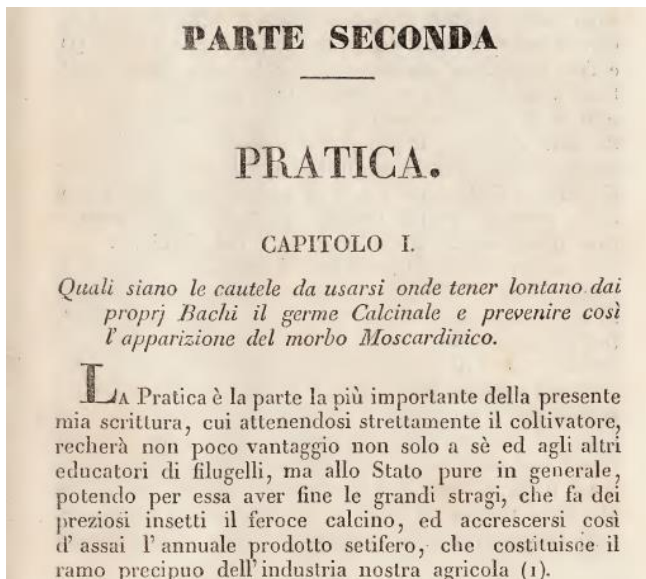 PARTE SECONDA
PRATICA.
CAPITOLO I.
Quali siano le cautele da usarsi onde tener lontano dai
proprj Bachi il germe Calcinale e prevenire così
l'apparizione del morbo Moscardinico.
LA Pratica è la parte la più importante della presente
mia scrittura, cui attenendosi strettamente il coltivatore,
recherà non poco vantaggio non solo a sè ed agli altri
educatori di filugelli, ma allo Stato pure in generale,
potendo per essa aver fine le grandi stragi, che fa dei
preziosi insetti il feroce calcino, ed accrescersi così
d'assai l'annuale prodotto setifero, che costituisce il
ramo precipuo dell'industria nostra agricola (1).